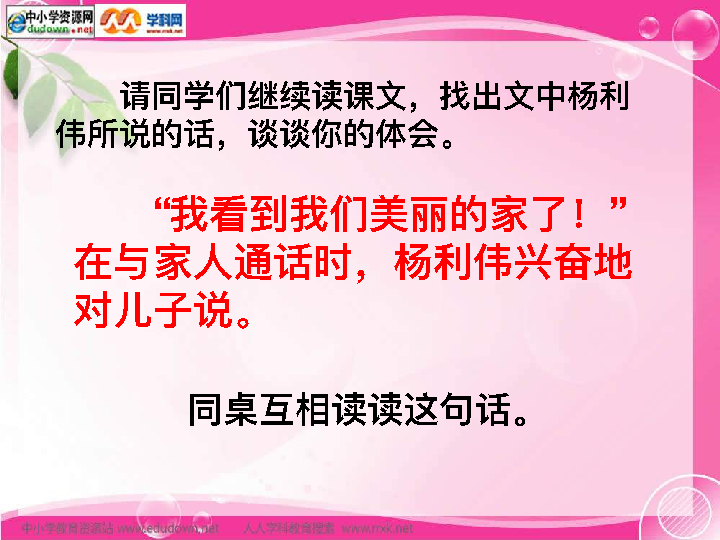 中小学资源网
edudown.net
学科网
www.nxk.net
请同学们继续读课文，找出文中杨利
伟所说的话，谈谈你的体会。
“我看到我们美丽的家了！”
在与家人通话时，杨利伟兴奋地
对儿子说。
同桌互相读读这句话。
中小学教育资源站 www.edudown.net 人人学科教育搜索 www.rrxk.net